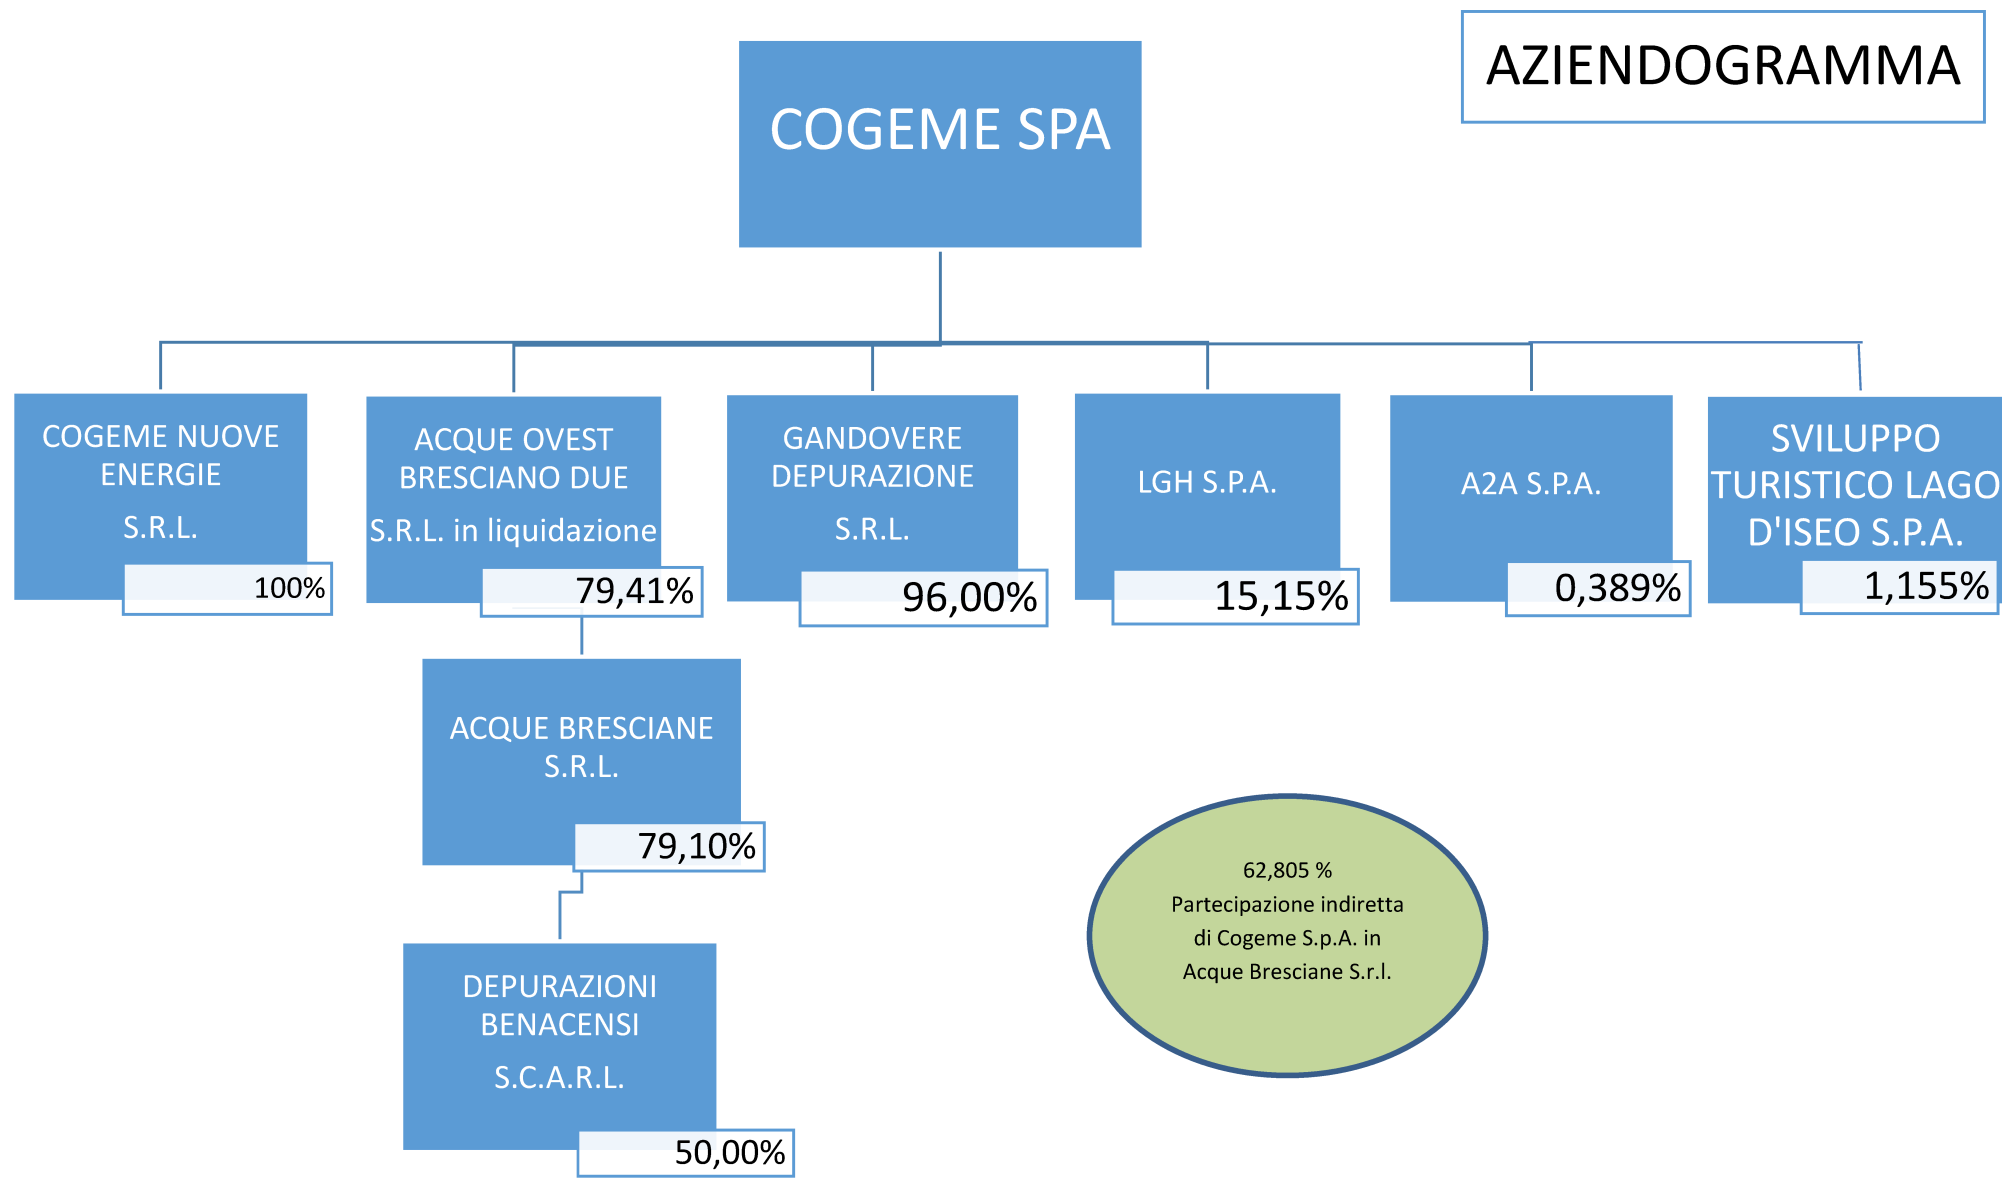 AZIENDOGRAMMA
COGEME SPA
COGEME NUOVE
ENERGIE
S.R.L.
100%
ACQUE OVEST
BRESCIANO DUE
S.R.L. in liquidazione
79,41%
GANDOVERE
DEPURAZIONE
S.R.L.
96,00%
LGH S.P.A.
15,15%
A2A S.P.A.
0,389%
SVILUPPO
TURISTICO LAGO
D'ISEO S.P.A.
1,155%
ACQUE BRESCIANE
S.R.L.
79,10%
DEPURAZIONI
BENACENSI
S.C.A.R.L.
50,00%
62,805 %
Partecipazione indiretta
di Cogeme S.p.A. in
Acque Bresciane S.r.l.